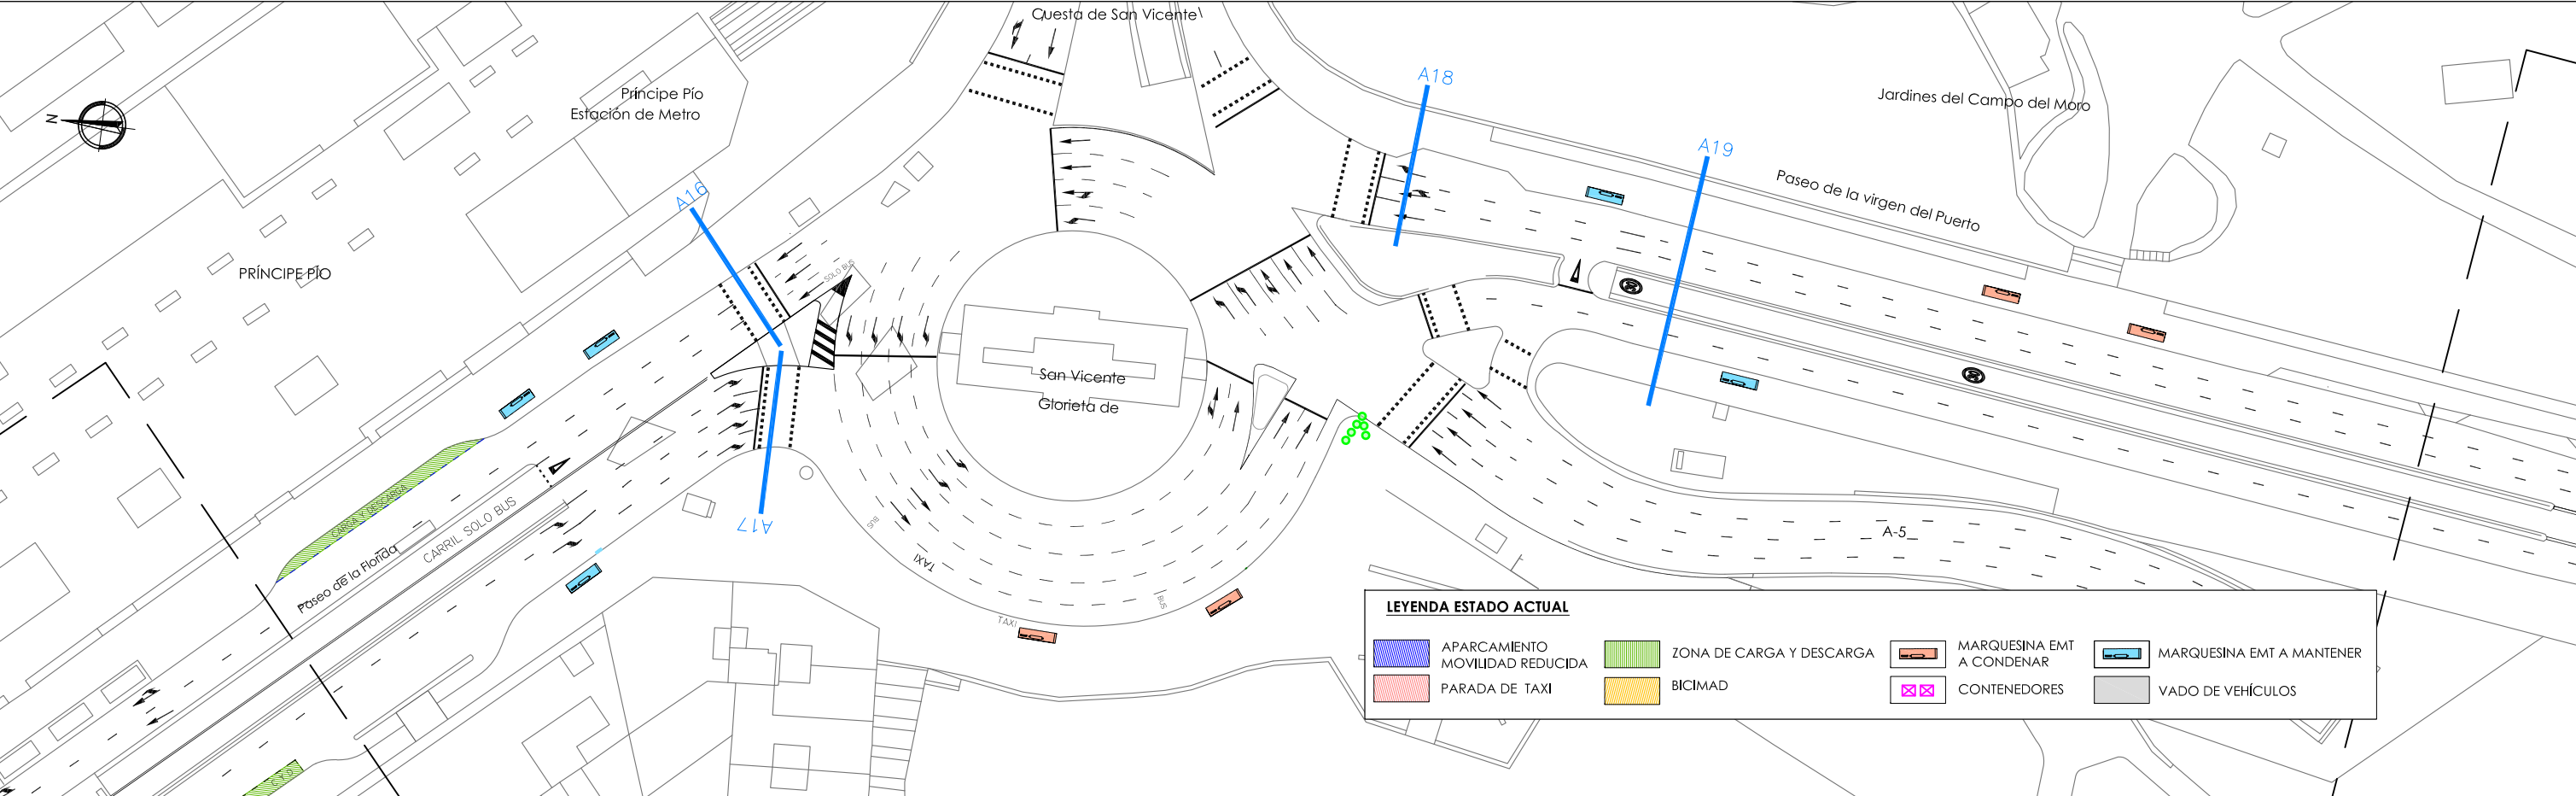 Cuesta de San Vicente
A18
Príncipe Pío
Estación de Metro
N
Jardines del Campo del Moro
A19
A16
Paseo de la virgen del Puerto
PRÍNCIPE PÍO
SOLO BUS
San Vicente
Glorieta de
CARGA Y DESCARGA
CARRIL SOLO BUS
A17
BUS
Paseo de la Florida
TAXI
A-5
BUS
TAXI
C Y D
LEYENDA ESTADO ACTUAL
APARCAMIENTO
MOVILIDAD REDUCIDA
ZONA DE CARGA Y DESCARGA
MARQUESINA EMT
A CONDENAR
MARQUESINA EMT A MANTENER
PARADA DE TAXI
BICIMAD
CONTENEDORES
VADO DE VEHÍCULOS